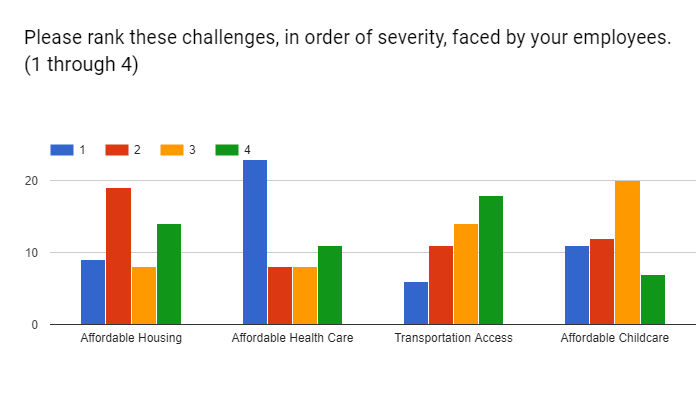 Please rank these challenges, in order of severity, faced by your employees.
(1 through 4)
1 2 3 4
20
10
0
Affordable Housing Affordable Health Care Transportation Access Affordable Childcare